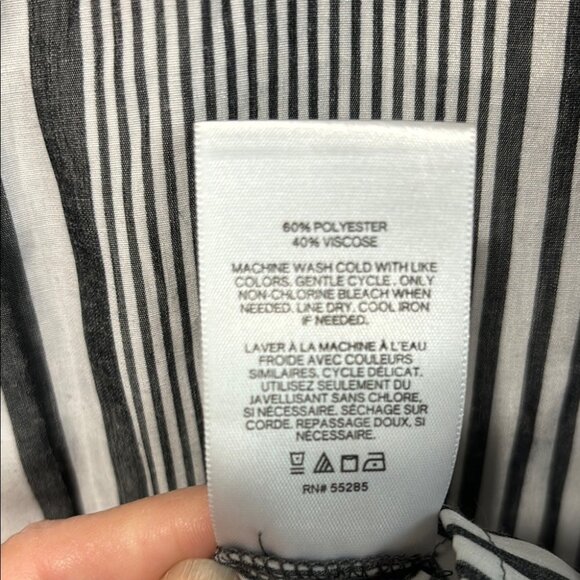 60% POLYESTER
40% VISCOSE
MACHINE WASH COLD WITH LIKE
COLORS. GENTLE CYCLE. ONLY
NON-CHLORINE BLEACH WHEN
NEEDED. LINE DRY. COOL IRON
IF NEEDED.
LAVER À LA MACHINE À L'EAU
FROIDE AVEC COULEURS
SIMILAIRES. CYCLE DÉLICAT.
UTILISEZ SEULEMENT DU
JAVELLISANT SANS CHLORE,
SI NÉCESSAIRE. SÉCHAGE SUR
CORDE. REPASSAGE DOUX, SI
NÉCESSAIRE.
RN# 55285